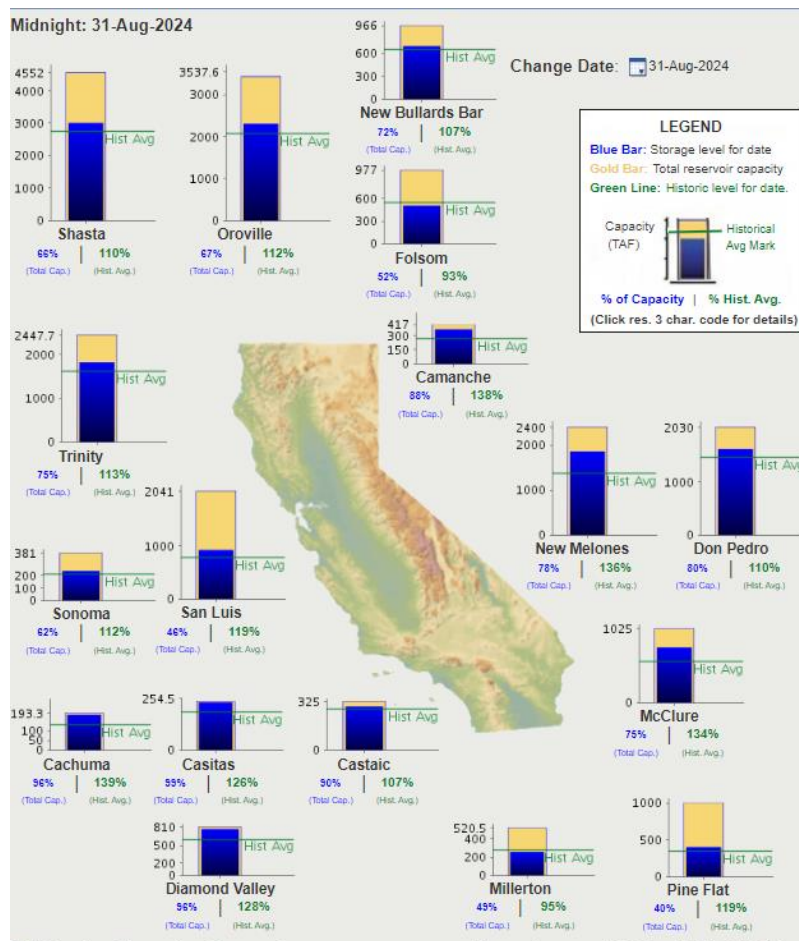 Midnight: 31-Aug-2024
Change Date: 31-Aug-2024
4552
4000
3000
2000
1000
0
Hist Avg
Shasta
66% | 110%
(Total Cap.) (Hist. Avg.)
3537.6
3000
2000
1000
0
Hist Avg
Oroville
67% | 112%
(Total Cap.) (Hist. Avg.)
966
600
300
0
Hist Avg
New Bullards Bar
72% | 107%
(Total Cap.) (Hist. Avg.)
977
600
300
0
Hist Avg
Folsom
52% | 93%
(Total Cap.) (Hist. Avg.)
LEGEND
Blue Bar: Storage level for date
Gold Bar: Total reservoir capacity
Green Line: Historic level for date.
Capacity
(TAF)
Historical
Avg Mark
% of Capacity | % Hist. Avg.
(Click res. 3 char. code for details)
417
300
150
0
Hist Avg
Camanche
88% | 138%
(Total Cap.) (Hist. Avg.)
2447.7
2000
1000
0
Hist Avg
Trinity
75% | 113%
(Total Cap.) (Hist. Avg.)
2400
2000
1000
0
Hist Avg
New Melones
78% | 136%
(Total Cap.) (Hist. Avg.)
2030
1000
0
Hist Avg
Don Pedro
80% | 110%
(Total Cap.) (Hist. Avg.)
381
200
100
0
Hist Avg
Sonoma
62% | 112%
(Total Cap.) (Hist. Avg.)
2041
1000
0
Hist Avg
San Luis
46% | 119%
(Total Cap.) (Hist. Avg.)
1025
0
Hist Avg
McClure
75% | 134%
(Total Cap.) (Hist. Avg.)
193.3
100
50
0
Hist Avg
Cachuma
96% | 139%
(Total Cap.) (Hist. Avg.)
254.5
0
Hist Avg
Casitas
99% | 126%
(Total Cap.) (Hist. Avg.)
325
0
Hist Avg
Castaic
90% | 107%
(Total Cap.) (Hist. Avg.)
810
500
200
0
Hist Avg
Diamond Valley
96% | 128%
(Total Cap.) (Hist. Avg.)
520.5
400
200
0
Hist Avg
Millerton
49% | 95%
(Total Cap.) (Hist. Avg.)
1000
500
0
Hist Avg
Pine Flat
40% | 119%
(Total Cap.) (Hist. Avg.)